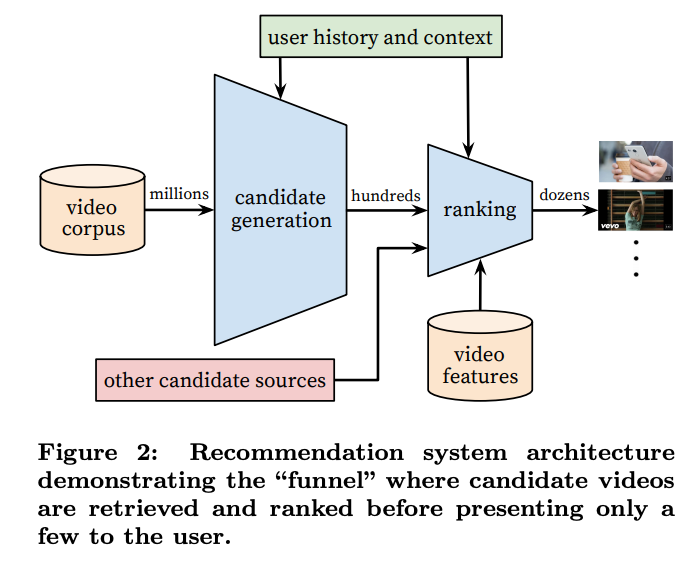 user history and context
video
corpus
millions
candidate
generation
hundreds
ranking
dozens
vevo
other candidate sources
video
features
Figure 2: Recommendation system architecture
demonstrating the “funnel” where candidate videos
are retrieved and ranked before presenting only a
few to the user.